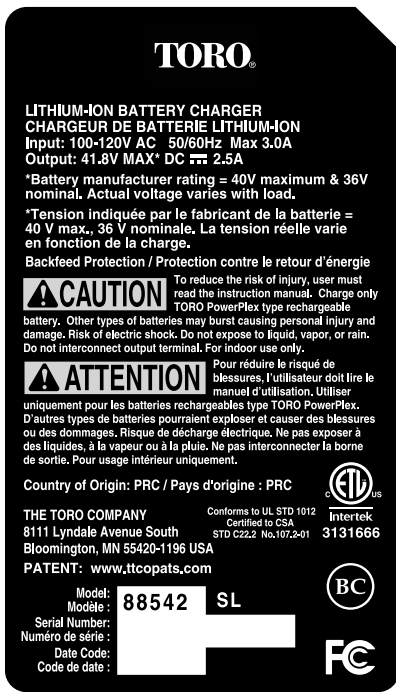 TORO®
LITHIUM-ION BATTERY CHARGER
CHARGEUR DE BATTERIE LITHIUM-ION
Input: 100-120V AC 50/60Hz Max 3.0A
Output: 41.8V MAX* DC ⎓ 2.5A
*Battery manufacturer rating = 40V maximum & 36V
nominal. Actual voltage varies with load.
*Tension indiquée par le fabricant de la batterie =
40 V max., 36 V nominale. La tension réelle varie
en fonction de la charge.
Backfeed Protection / Protection contre le retour d'énergie
CAUTION
To reduce the risk of injury, user must
read the instruction manual. Charge only
TORO PowerPlex type rechargeable
battery. Other types of batteries may burst causing personal injury and
damage. Risk of electric shock. Do not expose to liquid, vapor, or rain.
Do not interconnect output terminal. For indoor use only.
ATTENTION
Pour réduire le risqué de
blessures, l'utilisateur doit lire le
manuel d'utilisation. Utiliser
uniquement pour les batteries rechargeables type TORO PowerPlex.
D'autres types de batteries pourraient exploser et causer des blessures
ou des dommages. Risque de décharge électrique. Ne pas exposer à
des liquides, à la vapeur ou à la pluie. Ne pas interconnecter la borne
de sortie. Pour usage intérieur uniquement.
Country of Origin: PRC / Pays d'origine : PRC
THE TORO COMPANY
8111 Lyndale Avenue South
Bloomington, MN 55420-1196 USA
Conforms to UL STD 1012
Certified to CSA
STD C22.2 No.107.2-01
C ETL US
Intertek
3131666
PATENT: www.ttcopats.com
Model:
Modèle :
88542 SL
Serial Number:
Numéro de série :
Date Code:
Code de date :
BC
FC